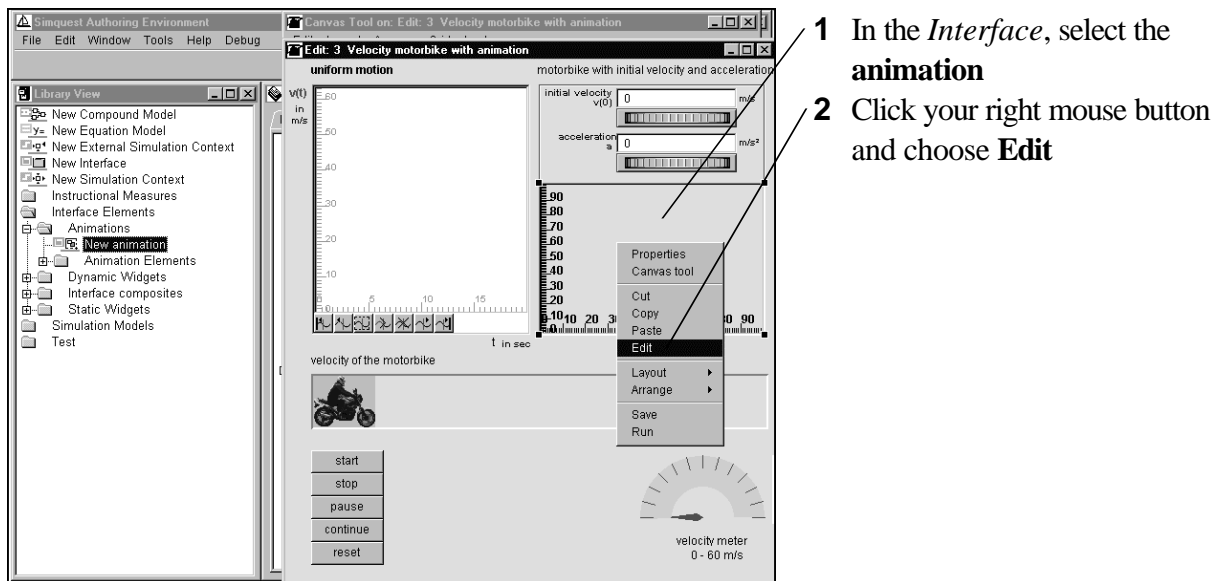 Simquest Authoring Environment
File Edit Window Tools Help Debug
Canvas Tool on: Edit: 3 Velocity motorbike with animation
Edit: 3 Velocity motorbike with animation
Library View
New Compound Model
New Equation Model
New External Simulation Context
New Interface
New Simulation Context
Instructional Measures
Interface Elements
Animations
New animation
Animation Elements
Dynamic Widgets
Interface composites
Static Widgets
Simulation Models
Test
uniform motion
v(t)
in
m/s
60
50
40
30
20
10
0
5 10 15
t in sec
motorbike with initial velocity and acceleration
initial velocity
v(0) 0 m/s
acceleration
a 0 m/s²
90
80
70
60
50
40
30
20
10
10 20 90
Properties
Canvas tool
Cut
Copy
Paste
Edit
Layout
Arrange
Save
Run
velocity of the motorbike
start
stop
pause
continue
reset
velocity meter
0 - 60 m/s
1 In the Interface, select the
animation
2 Click your right mouse button
and choose Edit